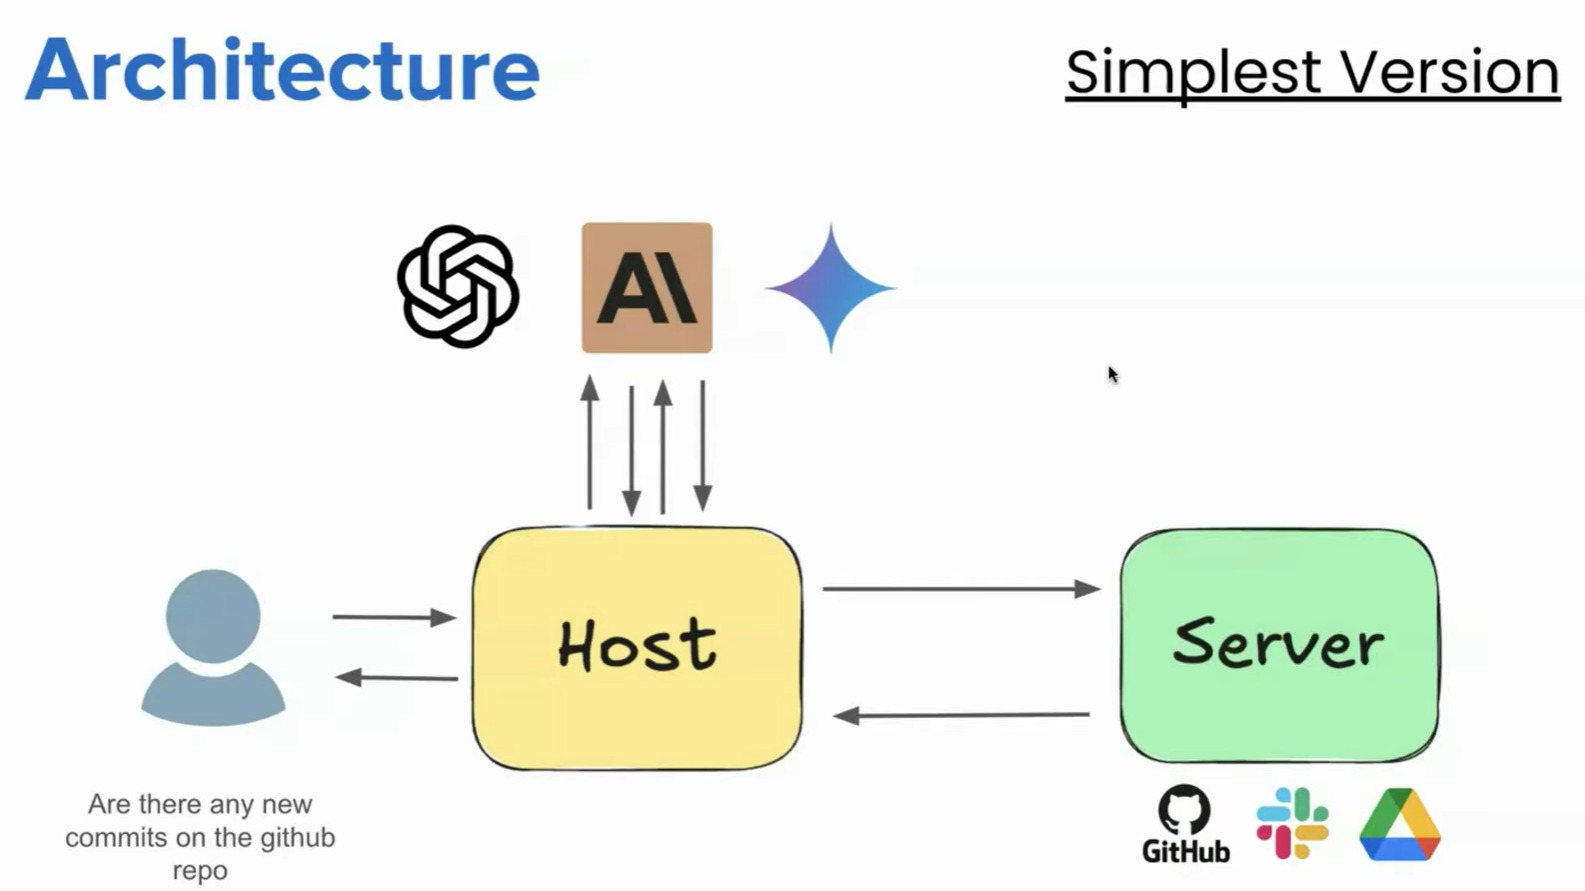 Architecture
Simplest Version
AI
Host
Server
Are there any new
commits on the github
repo
GitHub